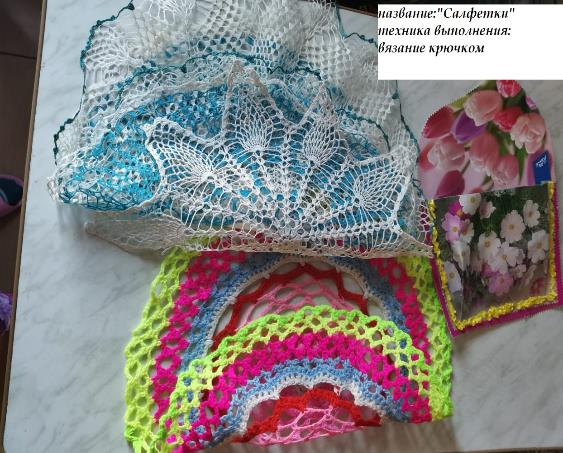 название:"Салфетки"
техника выполнения:
вязание крючком